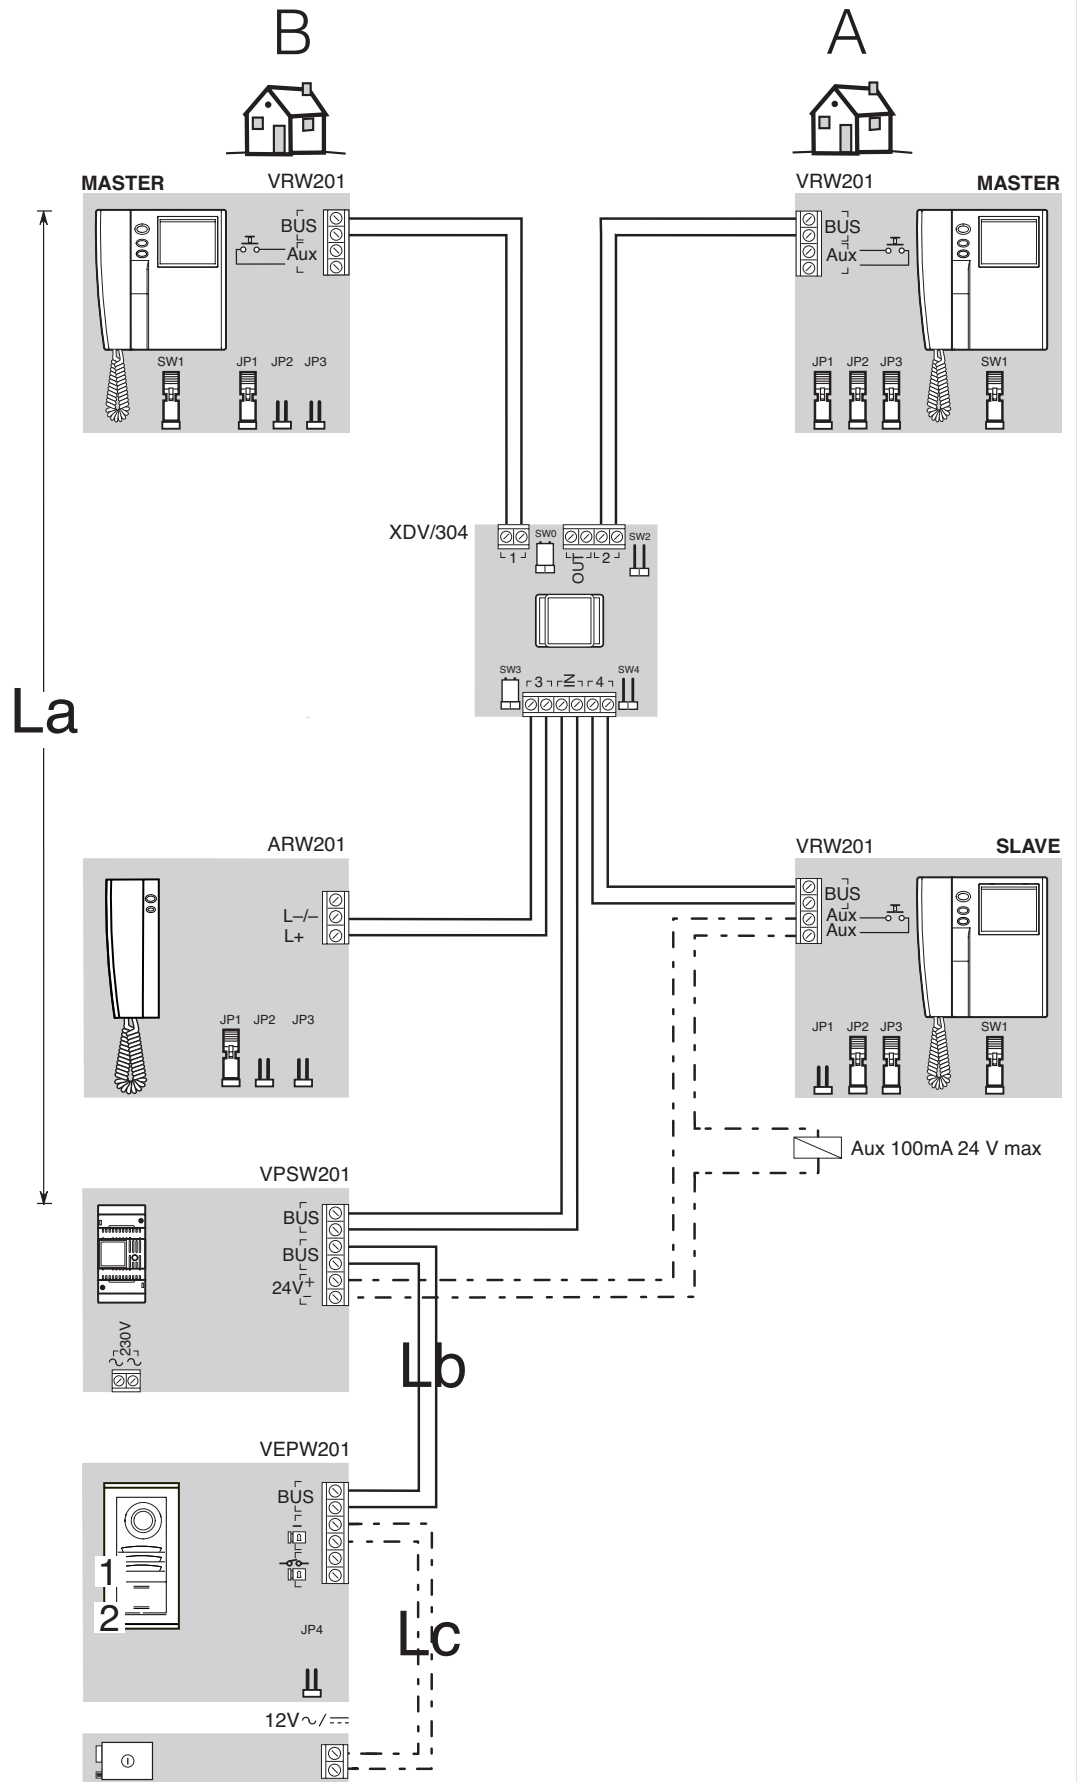 B A
MASTER VRW201
VRW201 MASTER
BUS
Aux
BUS
Aux
SW1 JP1 JP2 JP3
JP1 JP2 JP3 SW1
XDV/304
1 SW0 OUT 2 SW2
SW3 3 IN 4 SW4
La
ARW201
L–/–
L+
JP1 JP2 JP3
VRW201 SLAVE
BUS
Aux
Aux
JP1 JP2 JP3 SW1
Aux 100mA 24 V max
VPSW201
BUS
BUS
24V + –
230V
Lb
VEPW201
BUS
1
2
JP4
Lc
12V ~/⎓